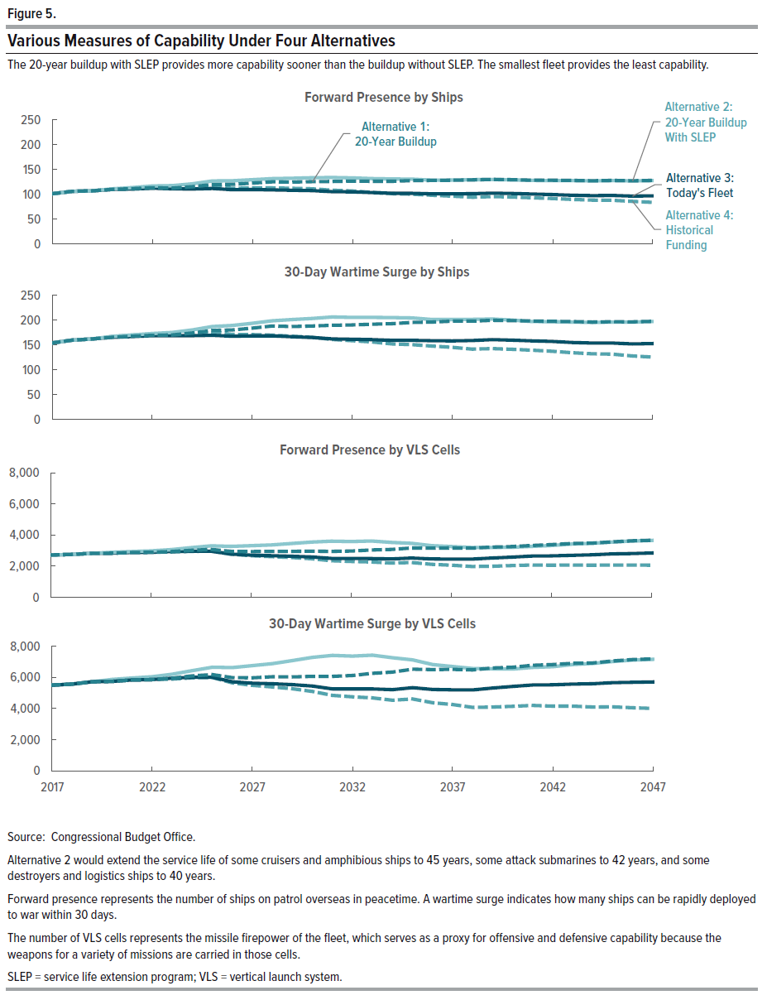 Figure 5.
Various Measures of Capability Under Four Alternatives
The 20-year buildup with SLEP provides more capability sooner than the buildup without SLEP. The smallest fleet provides the least capability.
Forward Presence by Ships
250
200
150
100
50
0
Alternative 1:
20-Year Buildup
Alternative 2:
20-Year Buildup
With SLEP
Alternative 3:
Today's Fleet
Alternative 4:
Historical
Funding
30-Day Wartime Surge by Ships
250
200
150
100
50
0
Forward Presence by VLS Cells
8,000
6,000
4,000
2,000
0
30-Day Wartime Surge by VLS Cells
8,000
6,000
4,000
2,000
0
2017 2022 2027 2032 2037 2042 2047
Source: Congressional Budget Office.
Alternative 2 would extend the service life of some cruisers and amphibious ships to 45 years, some attack submarines to 42 years, and some
destroyers and logistics ships to 40 years.
Forward presence represents the number of ships on patrol overseas in peacetime. A wartime surge indicates how many ships can be rapidly deployed
to war within 30 days.
The number of VLS cells represents the missile firepower of the fleet, which serves as a proxy for offensive and defensive capability because the
weapons for a variety of missions are carried in those cells.
SLEP = service life extension program; VLS = vertical launch system.